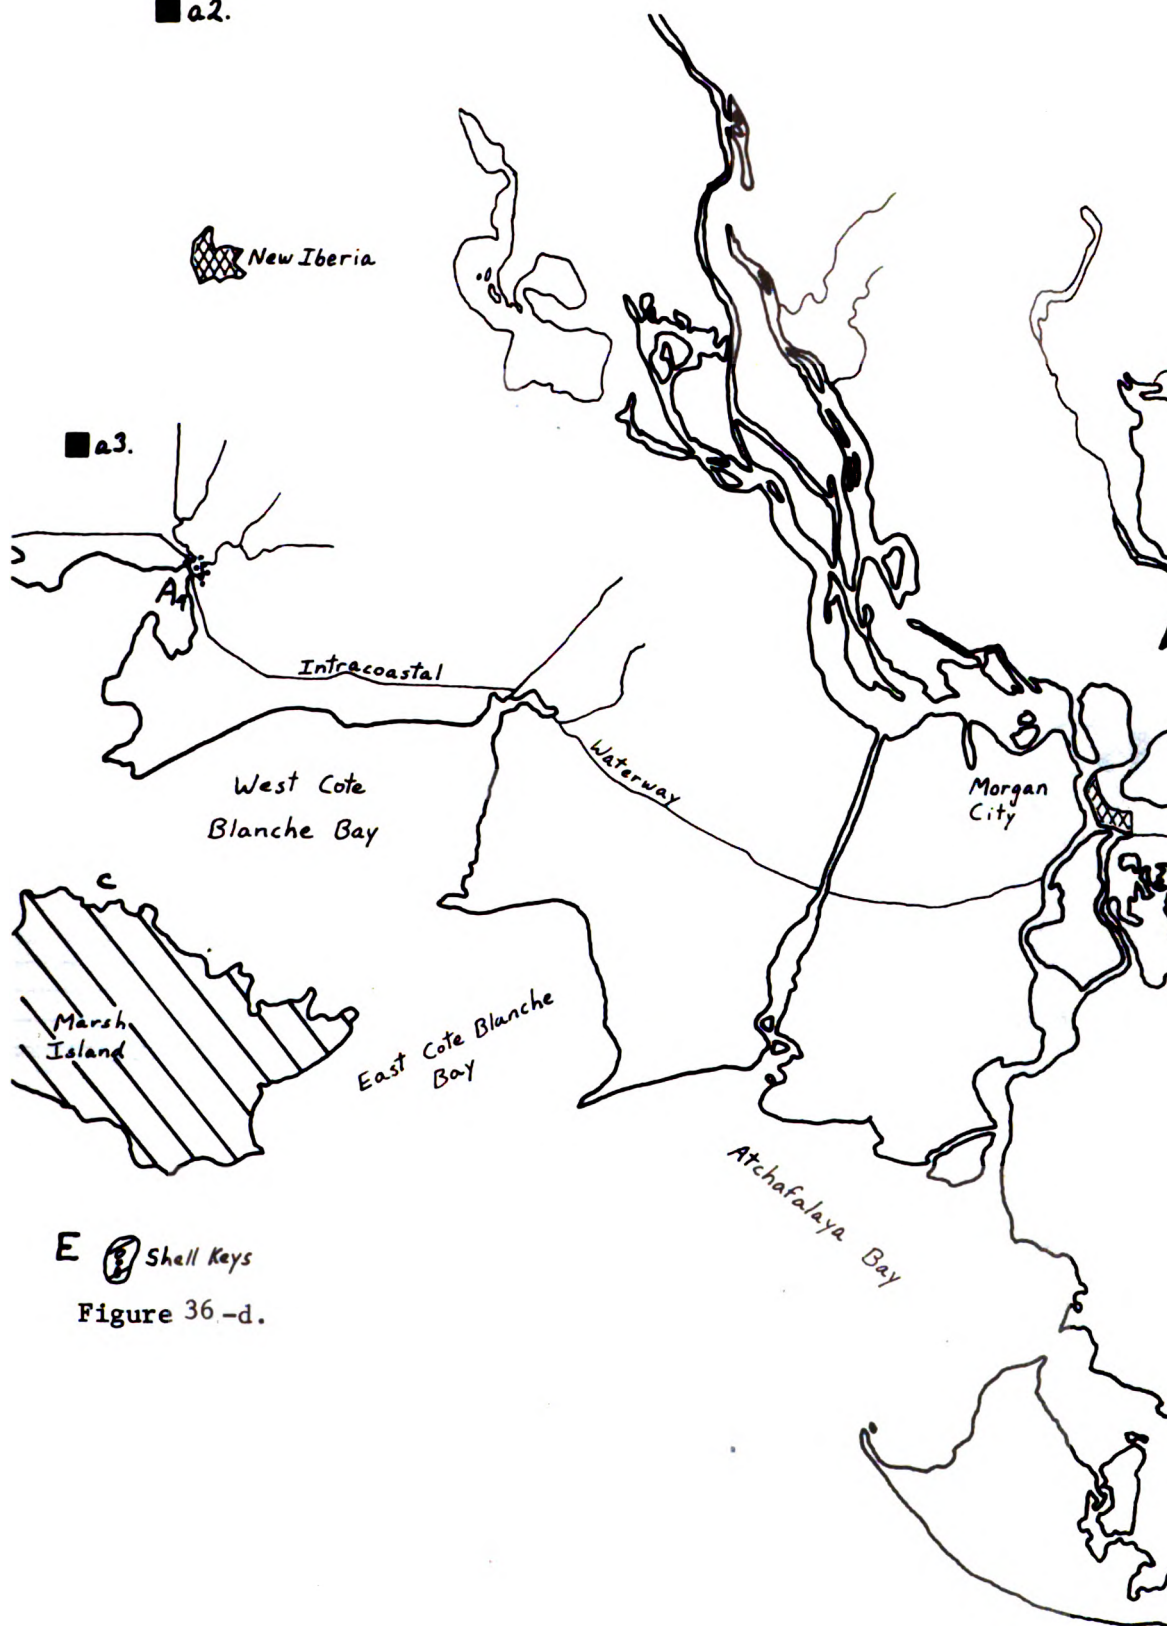 a2.
New Iberia
a3.
A4
Intracoastal
Waterway
West Cote
Blanche Bay
Morgan
City
C
Marsh
Island
East Cote Blanche
Bay
Atchafalaya Bay
E
Shell Keys
Figure 36-d.